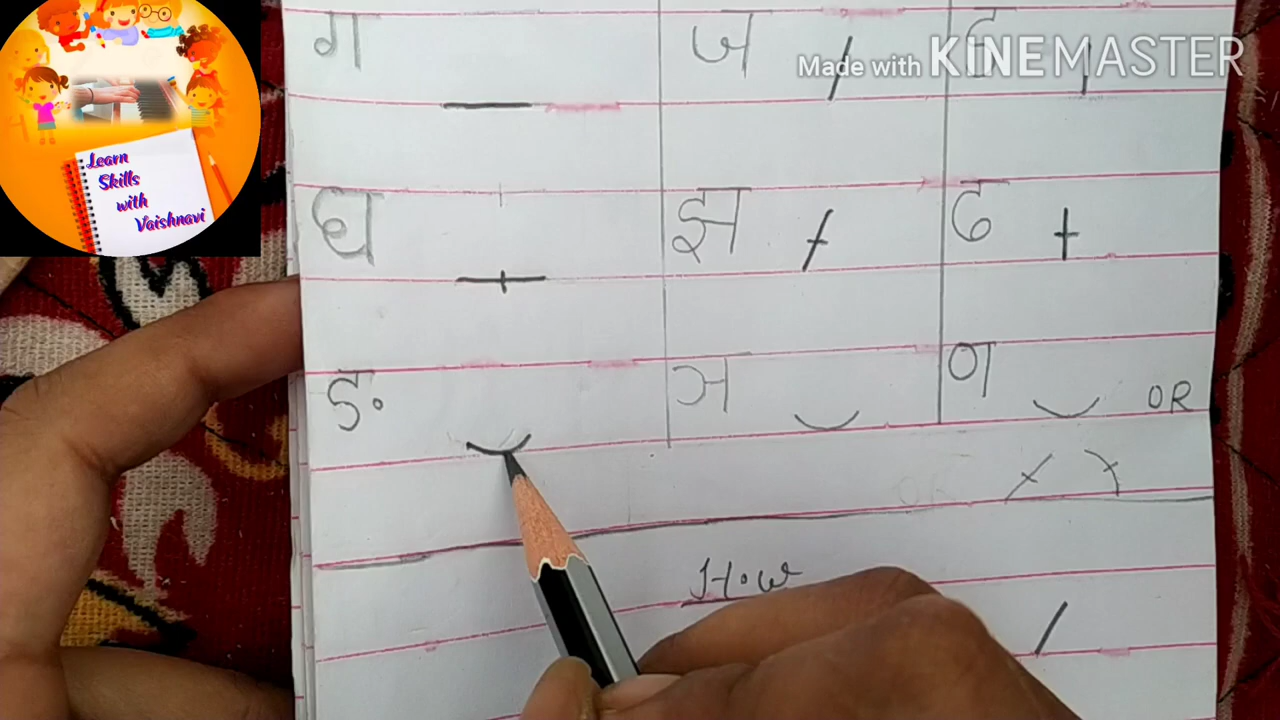 Learn
Skills
with
Vaishnavi
Made with KINEMASTER
ग ज ड
घ झ ढ
ङ ञ ण OR
How